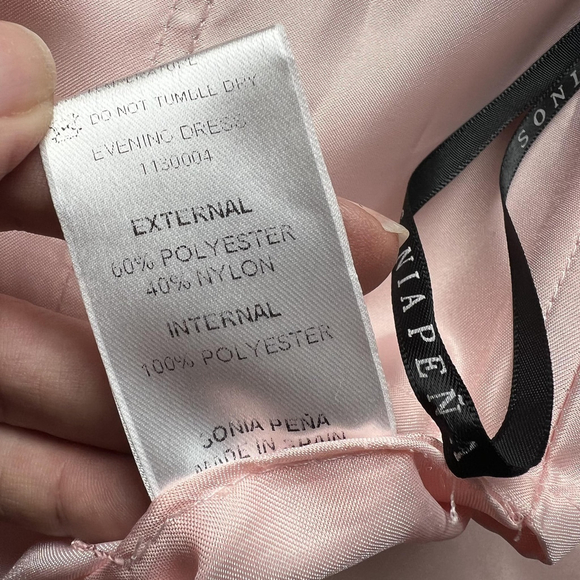 DO NOT TUMBLE DRY
EVENING DRESS
1130004
EXTERNAL
60% POLYESTER
40% NYLON
INTERNAL
100% POLYESTER
SONIA PEÑA
MADE IN SPAIN
SONI
NIAPEÑ